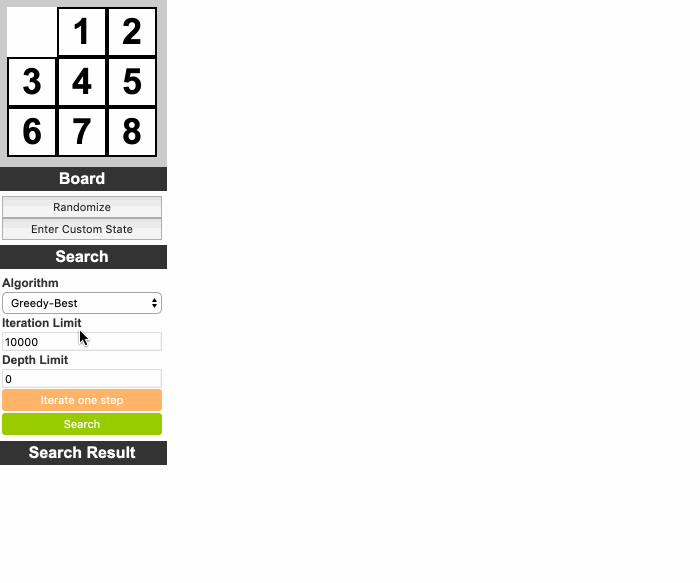 1 2
3 4 5
6 7 8
Board
Randomize
Enter Custom State
Search
Algorithm
Greedy-Best
Iteration Limit
10000
Depth Limit
0
Iterate one step
Search
Search Result